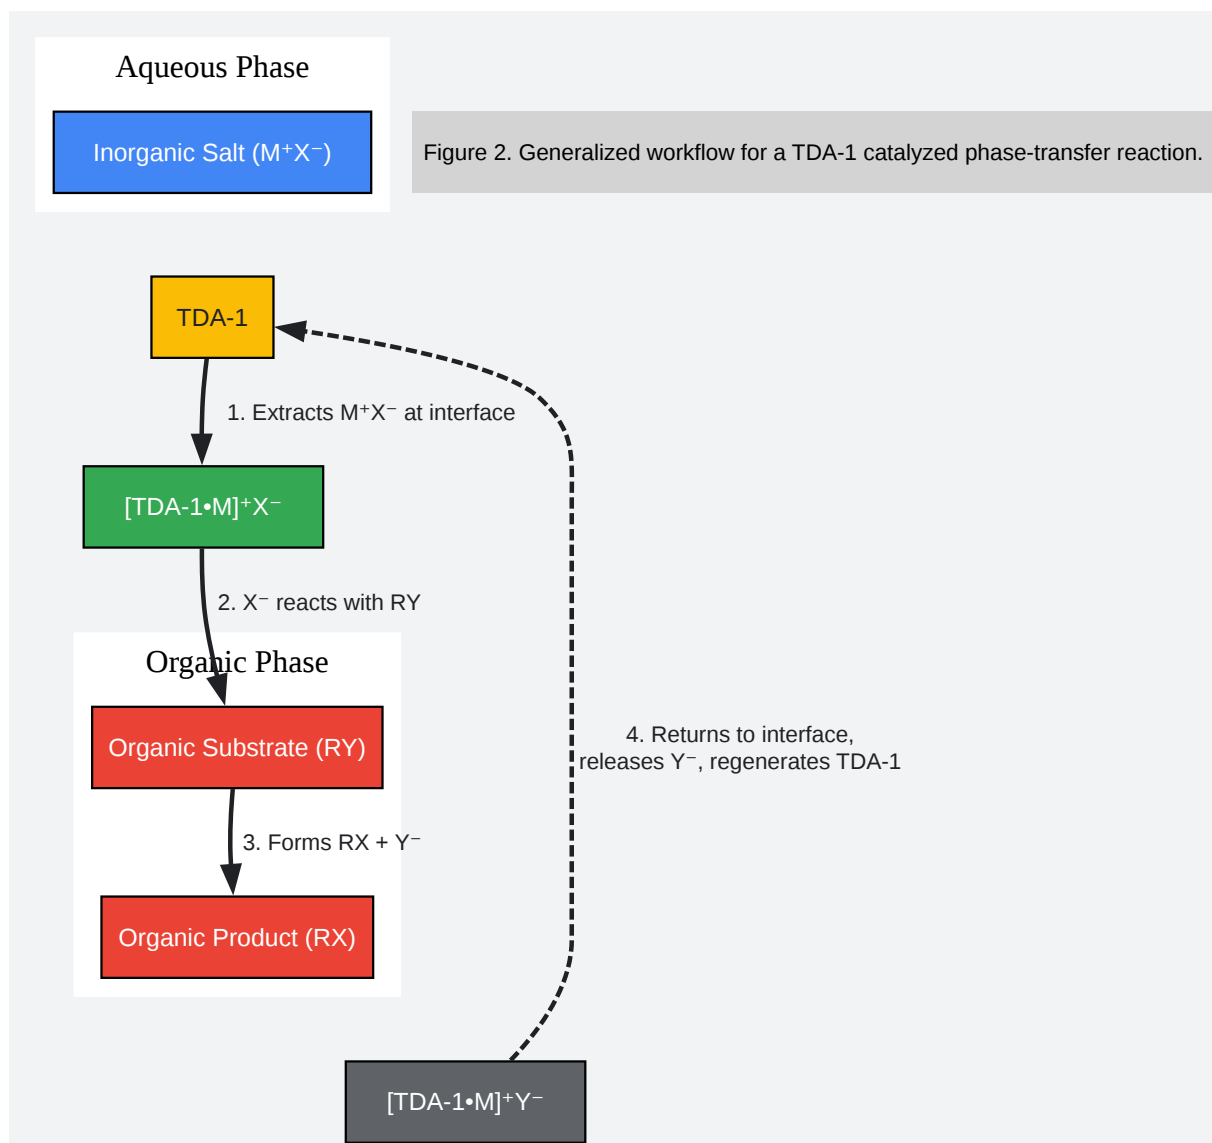 Aqueous Phase
Inorganic Salt (M⁺X⁻)
Figure 2. Generalized workflow for a TDA-1 catalyzed phase-transfer reaction.
TDA-1
1. Extracts M⁺X⁻ at interface
[TDA-1•M]⁺X⁻
2. X⁻ reacts with RY
Organic Phase
Organic Substrate (RY)
4. Returns to interface,
releases Y⁻, regenerates TDA-1
3. Forms RX + Y⁻
Organic Product (RX)
[TDA-1•M]⁺Y⁻